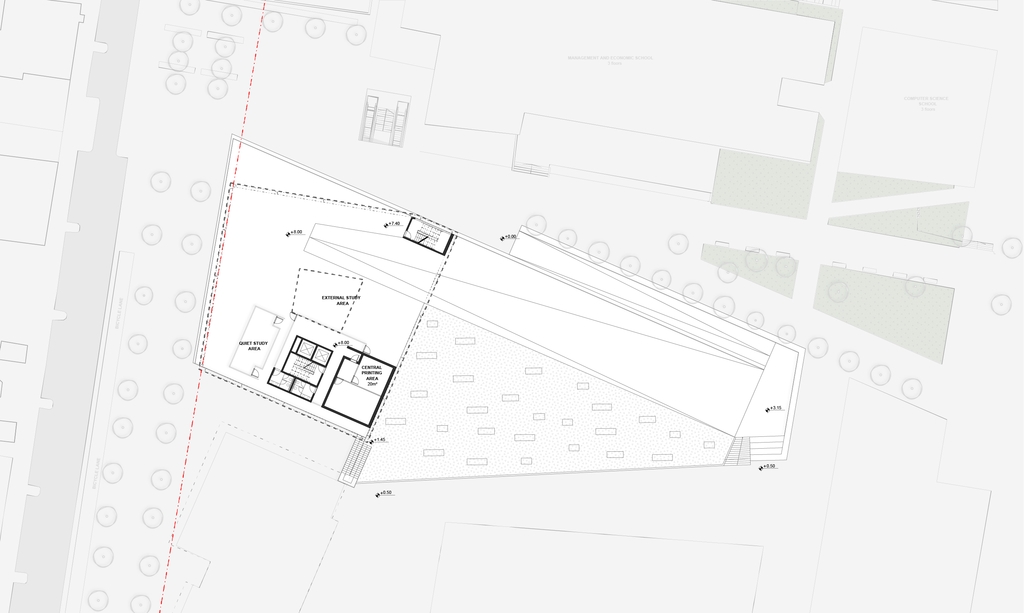 MANAGEMENT AND ECONOMIC SCHOOL
COMPUTER SCIENCE
SCHOOL
+7.40
+0.00
+0.00
EXTERNAL STUDY
AREA
QUIET STUDY
AREA
+0.00
CENTRAL
PRINTING
AREA
20m²
+3.15
+1.45
+0.50
+0.50